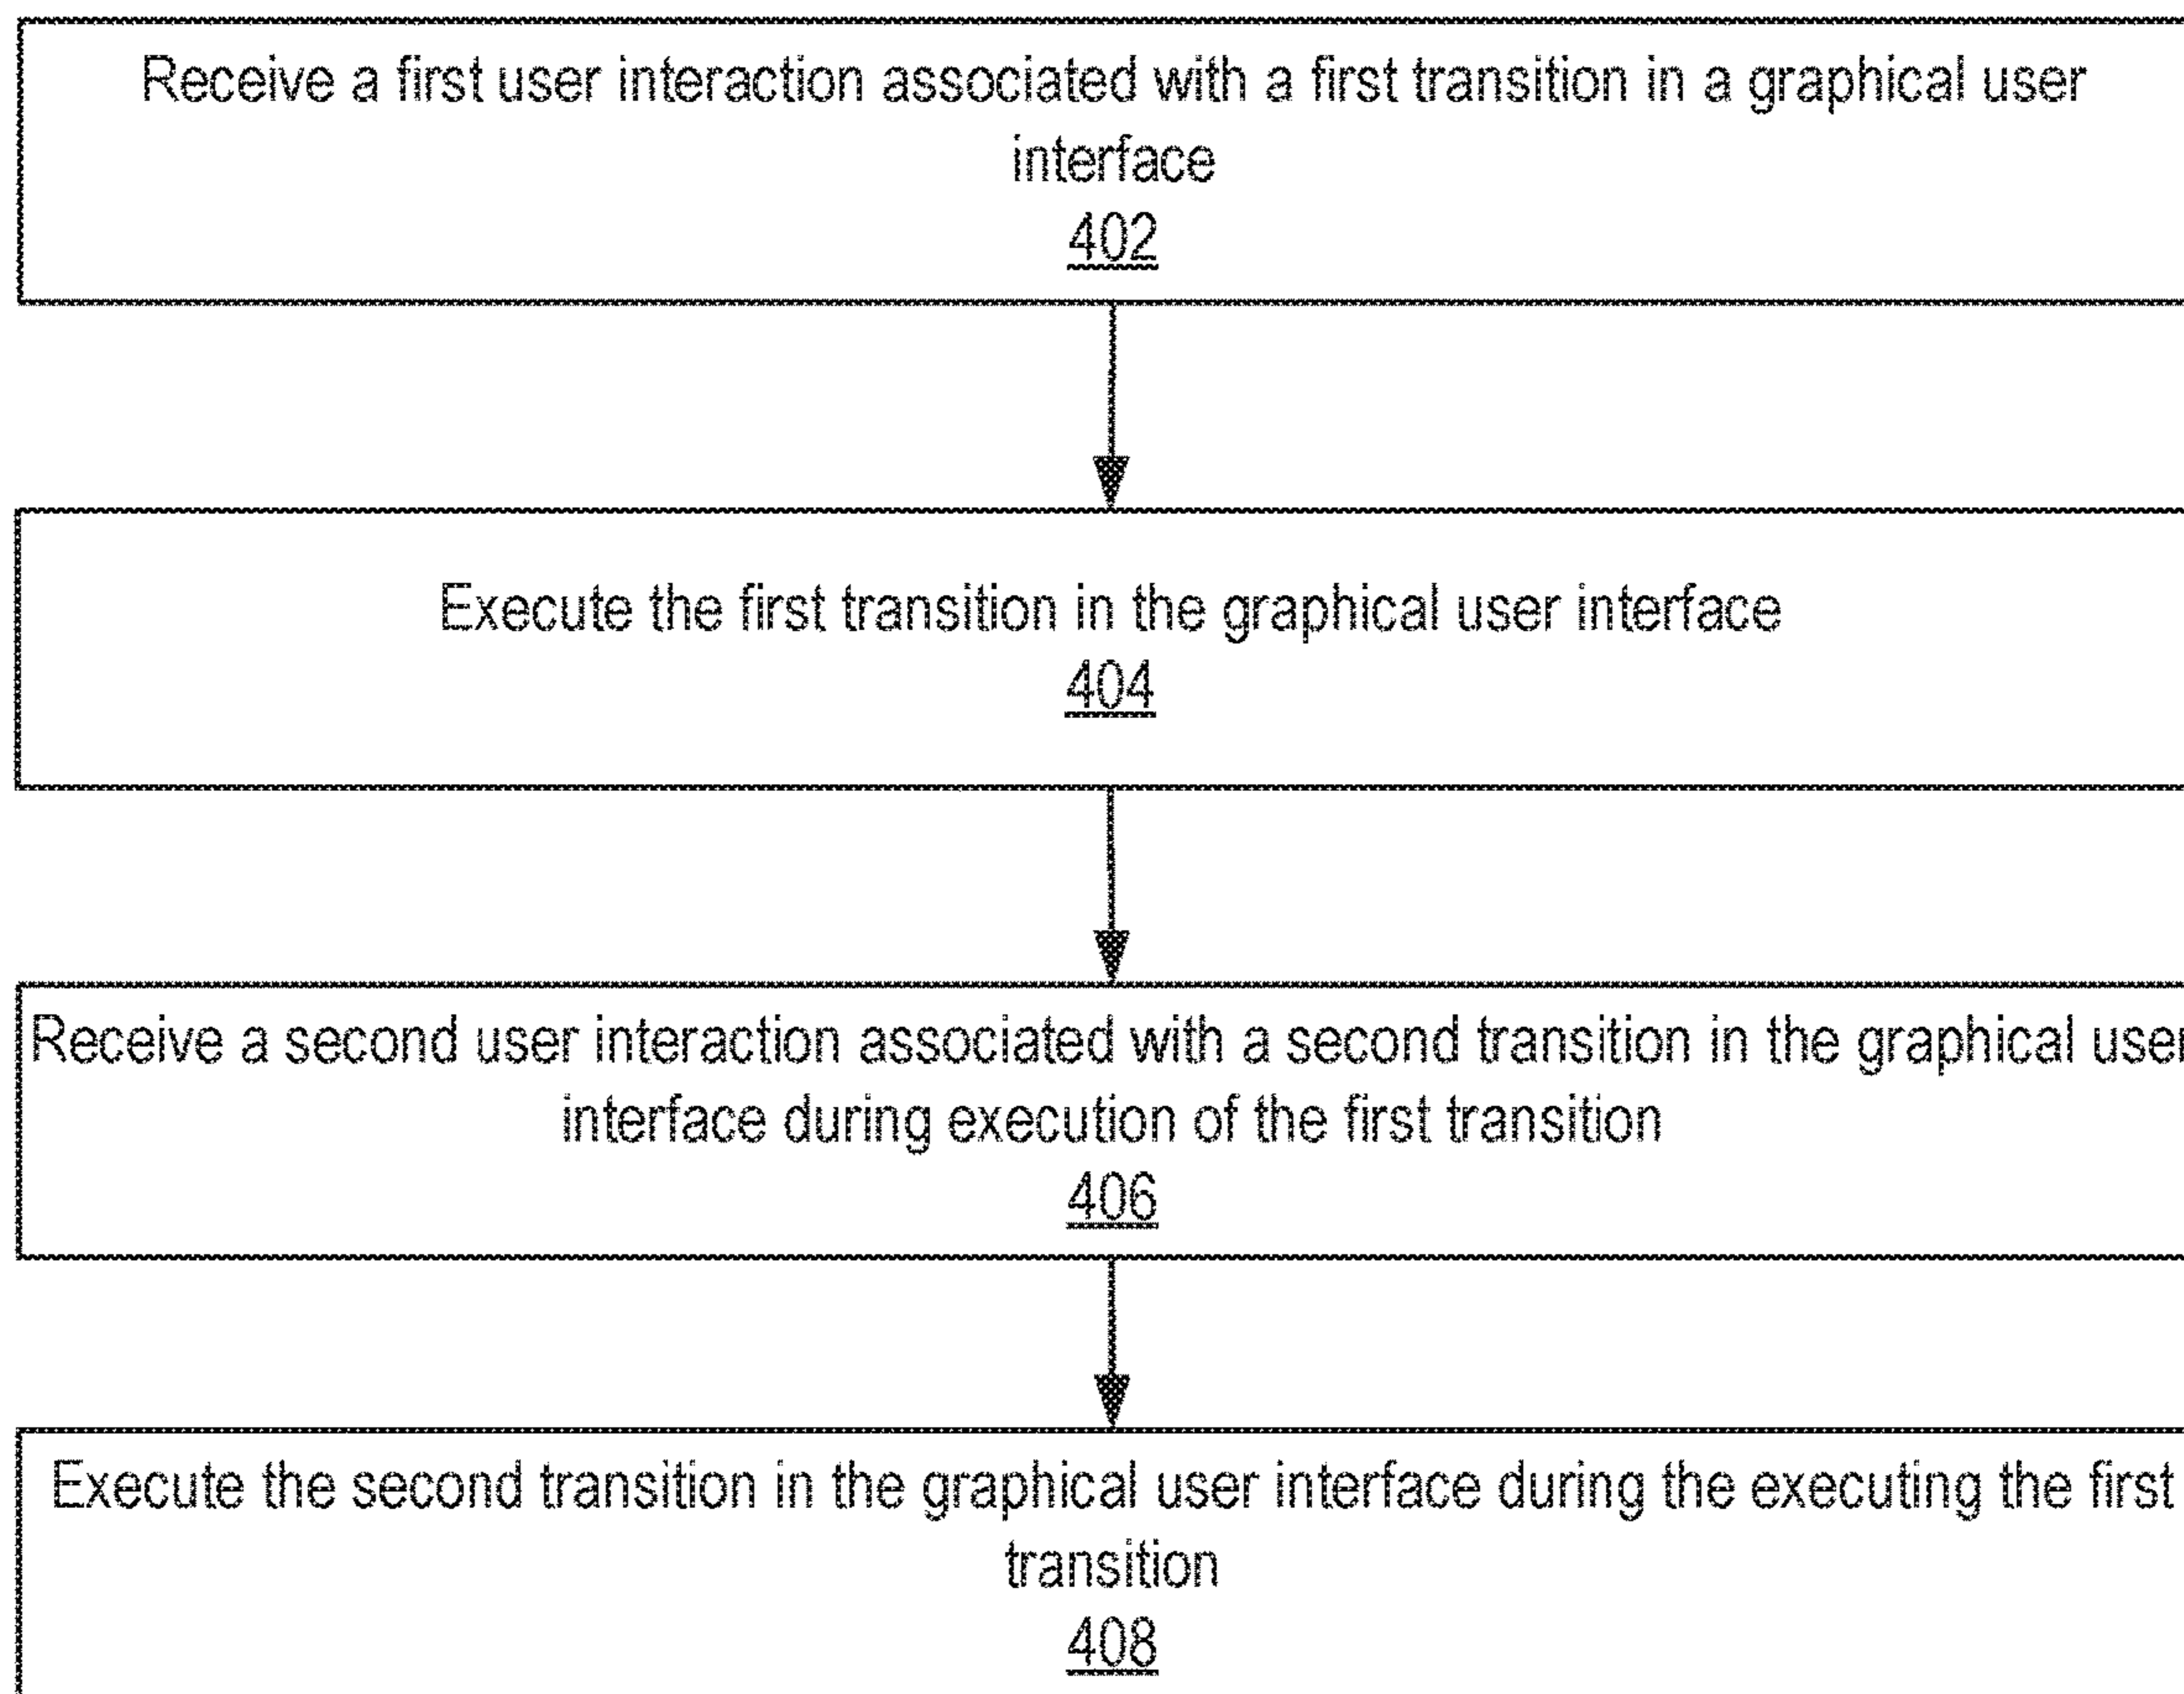 Receive a first user interaction associated with a first transition in a graphical user
interface
402
Execute the first transition in the graphical user interface
404
Receive a second user interaction associated with a second transition in the graphical user
interface during execution of the first transition
406
Execute the second transition in the graphical user interface during the executing the first
transition
408